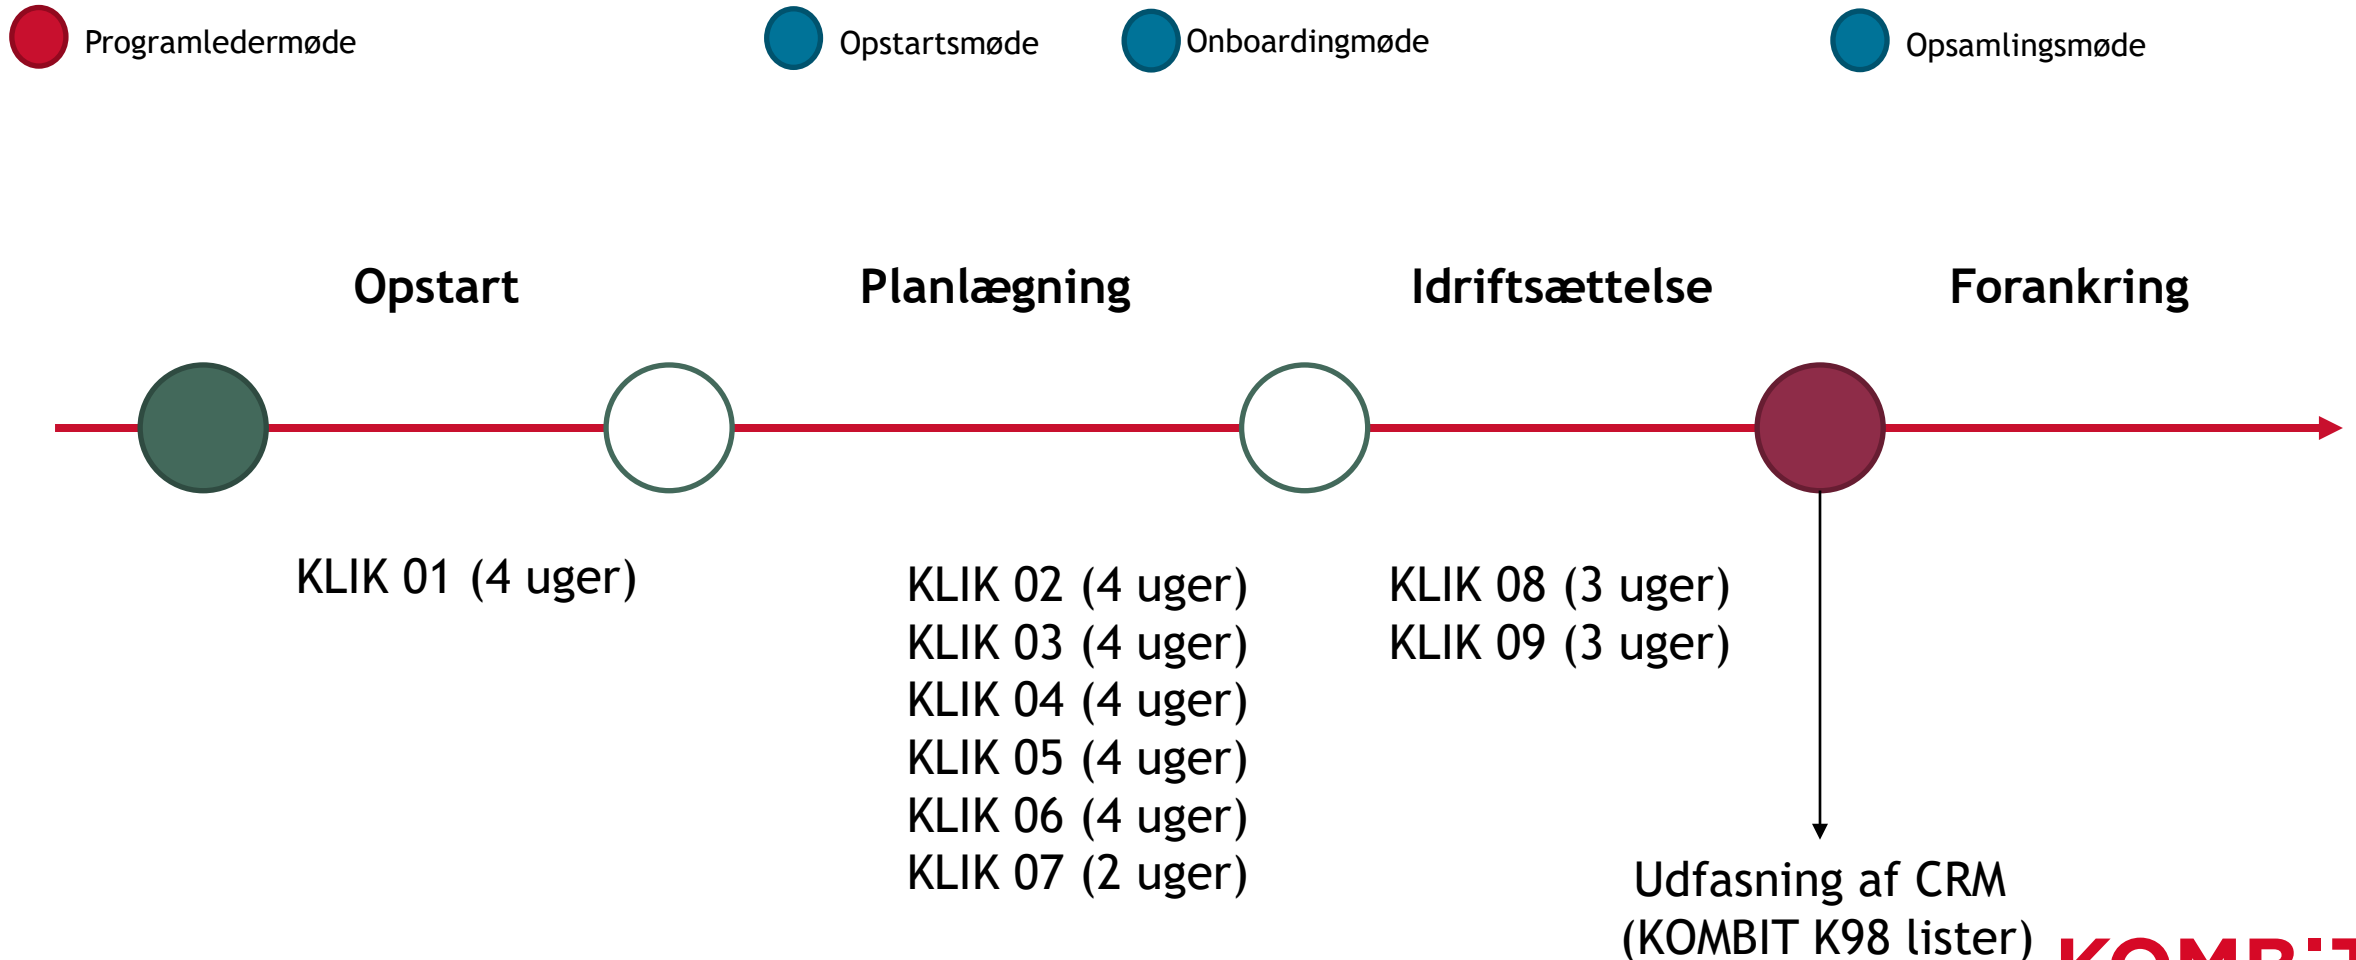 Programledermøde
Opstartsmøde
Onboardingmøde
Opsamlingsmøde
Opstart
Planlægning
Idriftsættelse
Forankring
KLIK 01 (4 uger)
KLIK 02 (4 uger)
KLIK 03 (4 uger)
KLIK 04 (4 uger)
KLIK 05 (4 uger)
KLIK 06 (4 uger)
KLIK 07 (2 uger)
KLIK 08 (3 uger)
KLIK 09 (3 uger)
Udfasning af CRM
(KOMBIT K98 lister)
KOMBiT